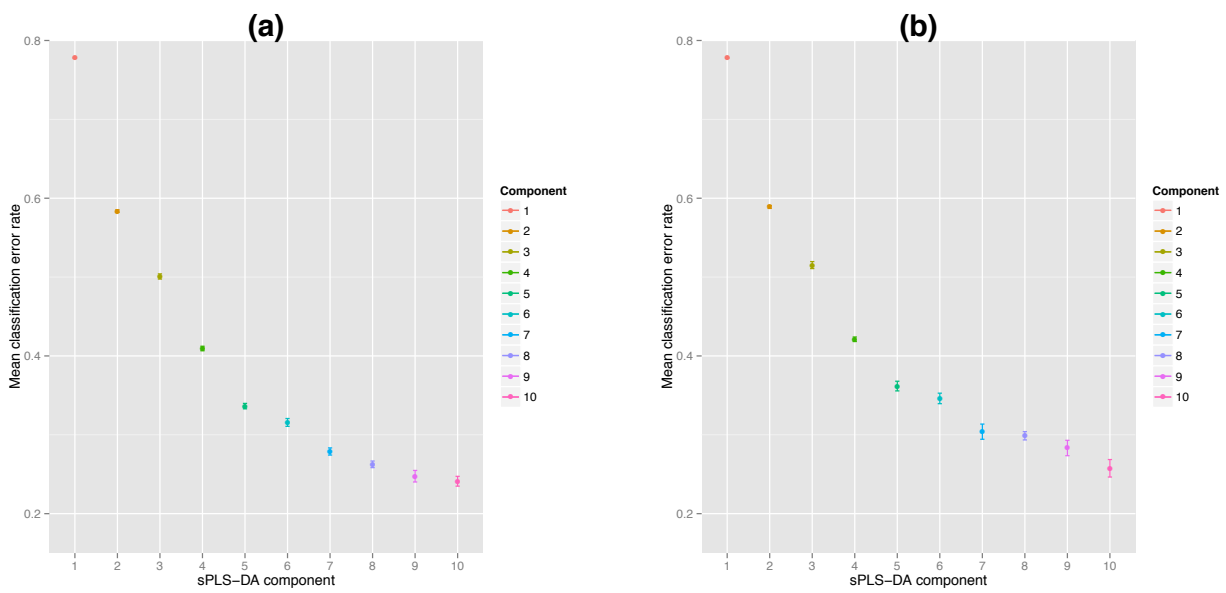 (a)
0.8
0.6
0.4
0.2
Mean classification error rate
1 2 3 4 5 6 7 8 9 10
sPLS−DA component
Component
1
2
3
4
5
6
7
8
9
10
(b)
0.8
0.6
0.4
0.2
Mean classification error rate
1 2 3 4 5 6 7 8 9 10
sPLS−DA component
Component
1
2
3
4
5
6
7
8
9
10